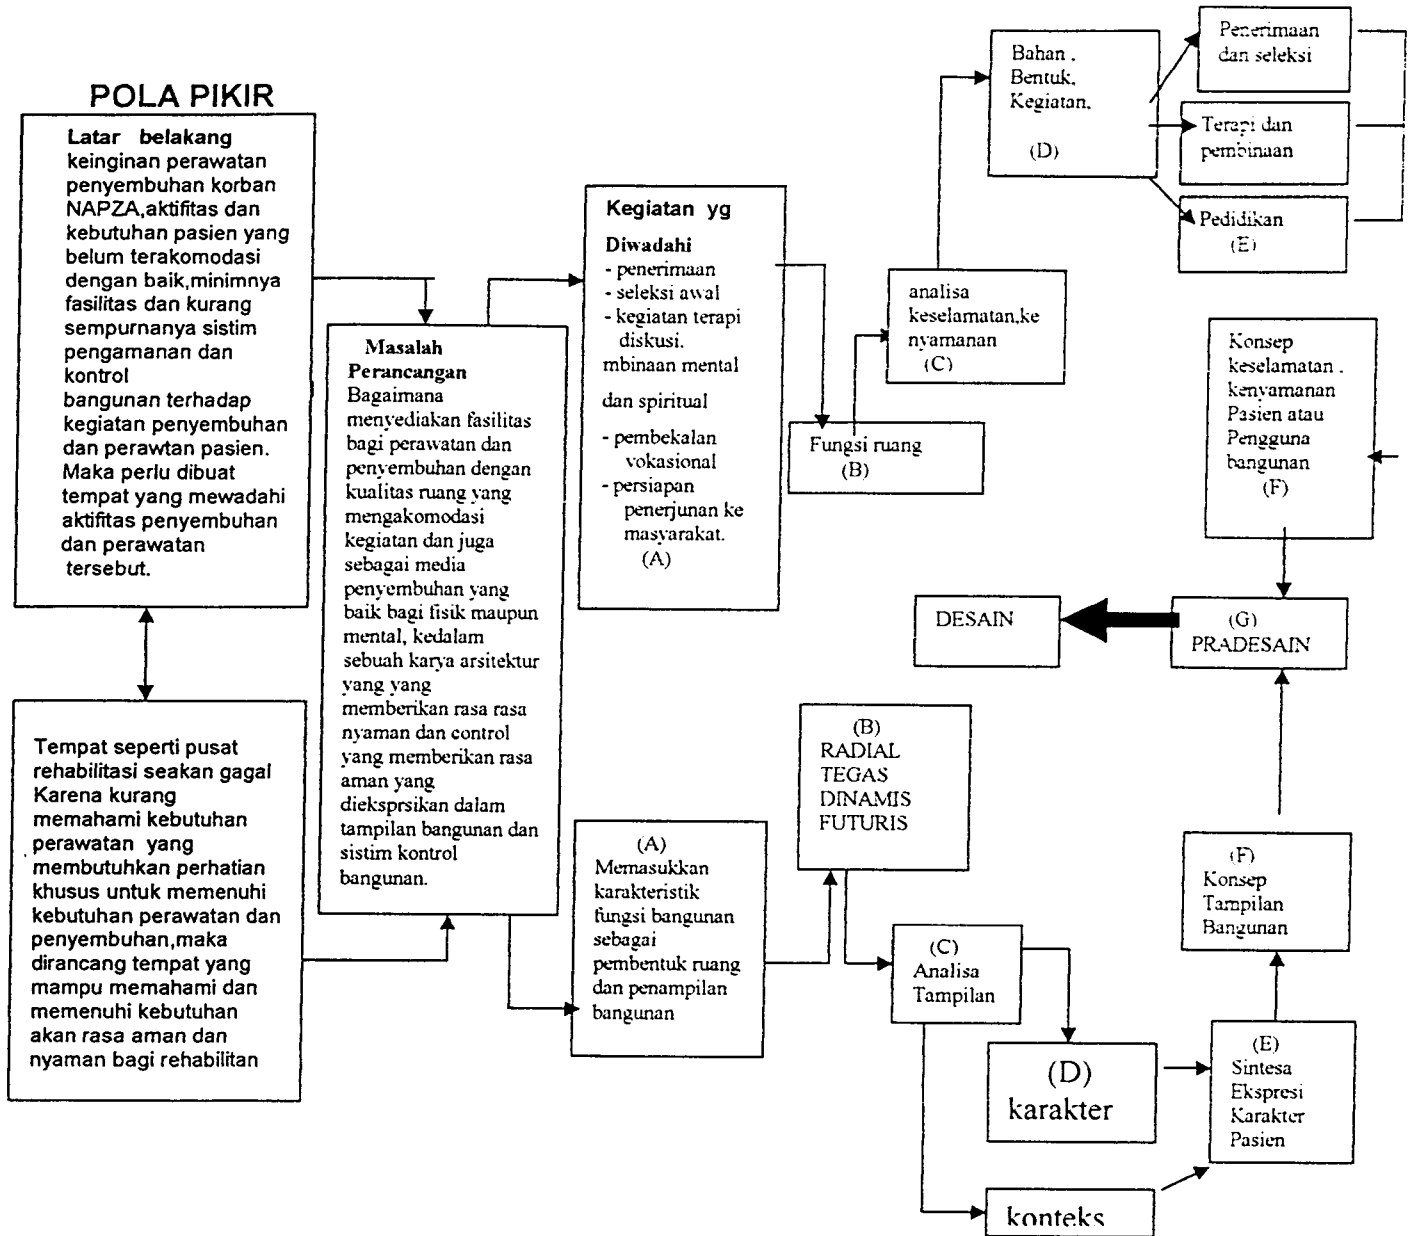 POLA PIKIR
Latar belakang
keinginan perawatan
penyembuhan korban
NAPZA,aktifitas dan
kebutuhan pasien yang
belum terakomodasi
dengan baik,minimnya
fasilitas dan kurang
sempurnanya sistim
pengamanan dan
kontrol
bangunan terhadap
kegiatan penyembuhan
dan perawtan pasien.
Maka perlu dibuat
tempat yang mewadahi
aktifitas penyembuhan
dan perawatan
tersebut.
Tempat seperti pusat
rehabilitasi seakan gagal
Karena kurang
memahami kebutuhan
perawatan yang
membutuhkan perhatian
khusus untuk memenuhi
kebutuhan perawatan dan
penyembuhan,maka
dirancang tempat yang
mampu memahami dan
memenuhi kebutuhan
akan rasa aman dan
nyaman bagi rehabilitan
Masalah
Perancangan
Bagaimana
menyediakan fasilitas
bagi perawatan dan
penyembuhan dengan
kualitas ruang yang
mengakomodasi
kegiatan dan juga
sebagai media
penyembuhan yang
baik bagi fisik maupun
mental, kedalam
sebuah karya arsitektur
yang yang
memberikan rasa rasa
nyaman dan control
yang memberikan rasa
aman yang
dieksprsikan dalam
tampilan bangunan dan
sistim kontrol
bangunan.
Kegiatan yg
Diwadahi
- penerimaan
- seleksi awal
- kegiatan terapi
diskusi.
mbinaan mental
dan spiritual
- pembekalan
vokasional
- persiapan
penerjunan ke
masyarakat.
(A)
Fungsi ruang
(B)
analisa
keselamatan,ke
nyamanan
(C)
Bahan ,
Bentuk,
Kegiatan,
(D)
Penerimaan
dan seleksi
Terapi dan
pembinaan
Pedidikan
(E)
Konsep
keselamatan ,
kenyamanan
Pasien atau
Pengguna
bangunan
(F)
(G)
PRADESAIN
DESAIN
(A)
Memasukkan
karakteristik
fungsi bangunan
sebagai
pembentuk ruang
dan penampilan
bangunan
(B)
RADIAL
TEGAS
DINAMIS
FUTURIS
(C)
Analisa
Tampilan
(D)
karakter
konteks
(E)
Sintesa
Ekspresi
Karakter
Pasien
(F)
Konsep
Tampilan
Bangunan